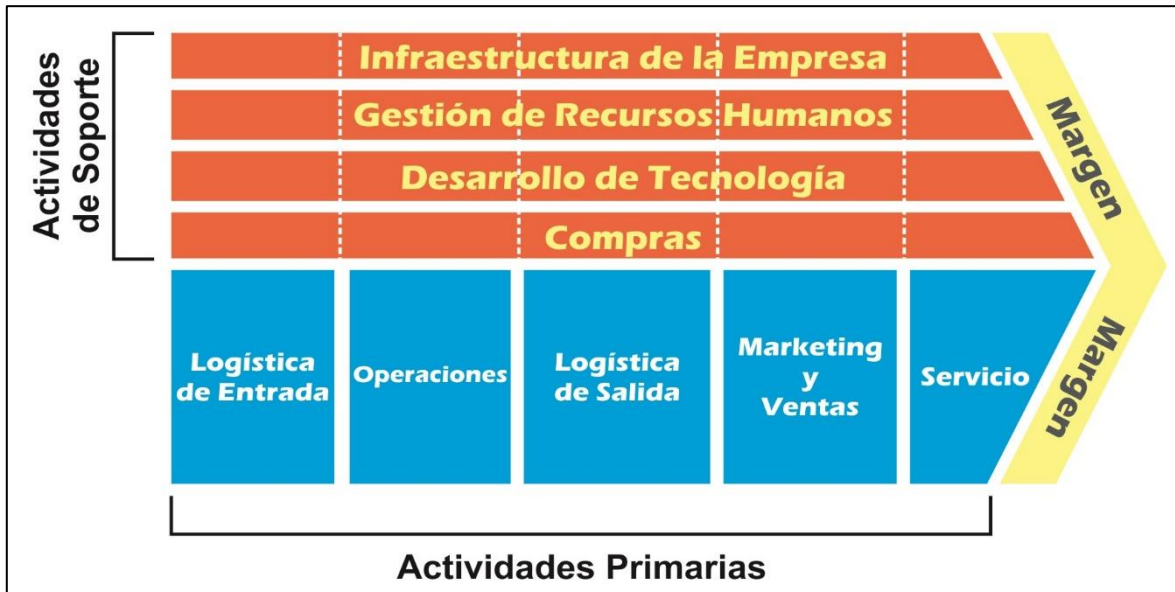 Actividades
de Soporte
Infraestructura de la Empresa
Gestión de Recursos Humanos
Desarrollo de Tecnología
Compras
Margen
Logística
de Entrada
Operaciones
Logística
de Salida
Marketing
y
Ventas
Servicio
Margen
Actividades Primarias